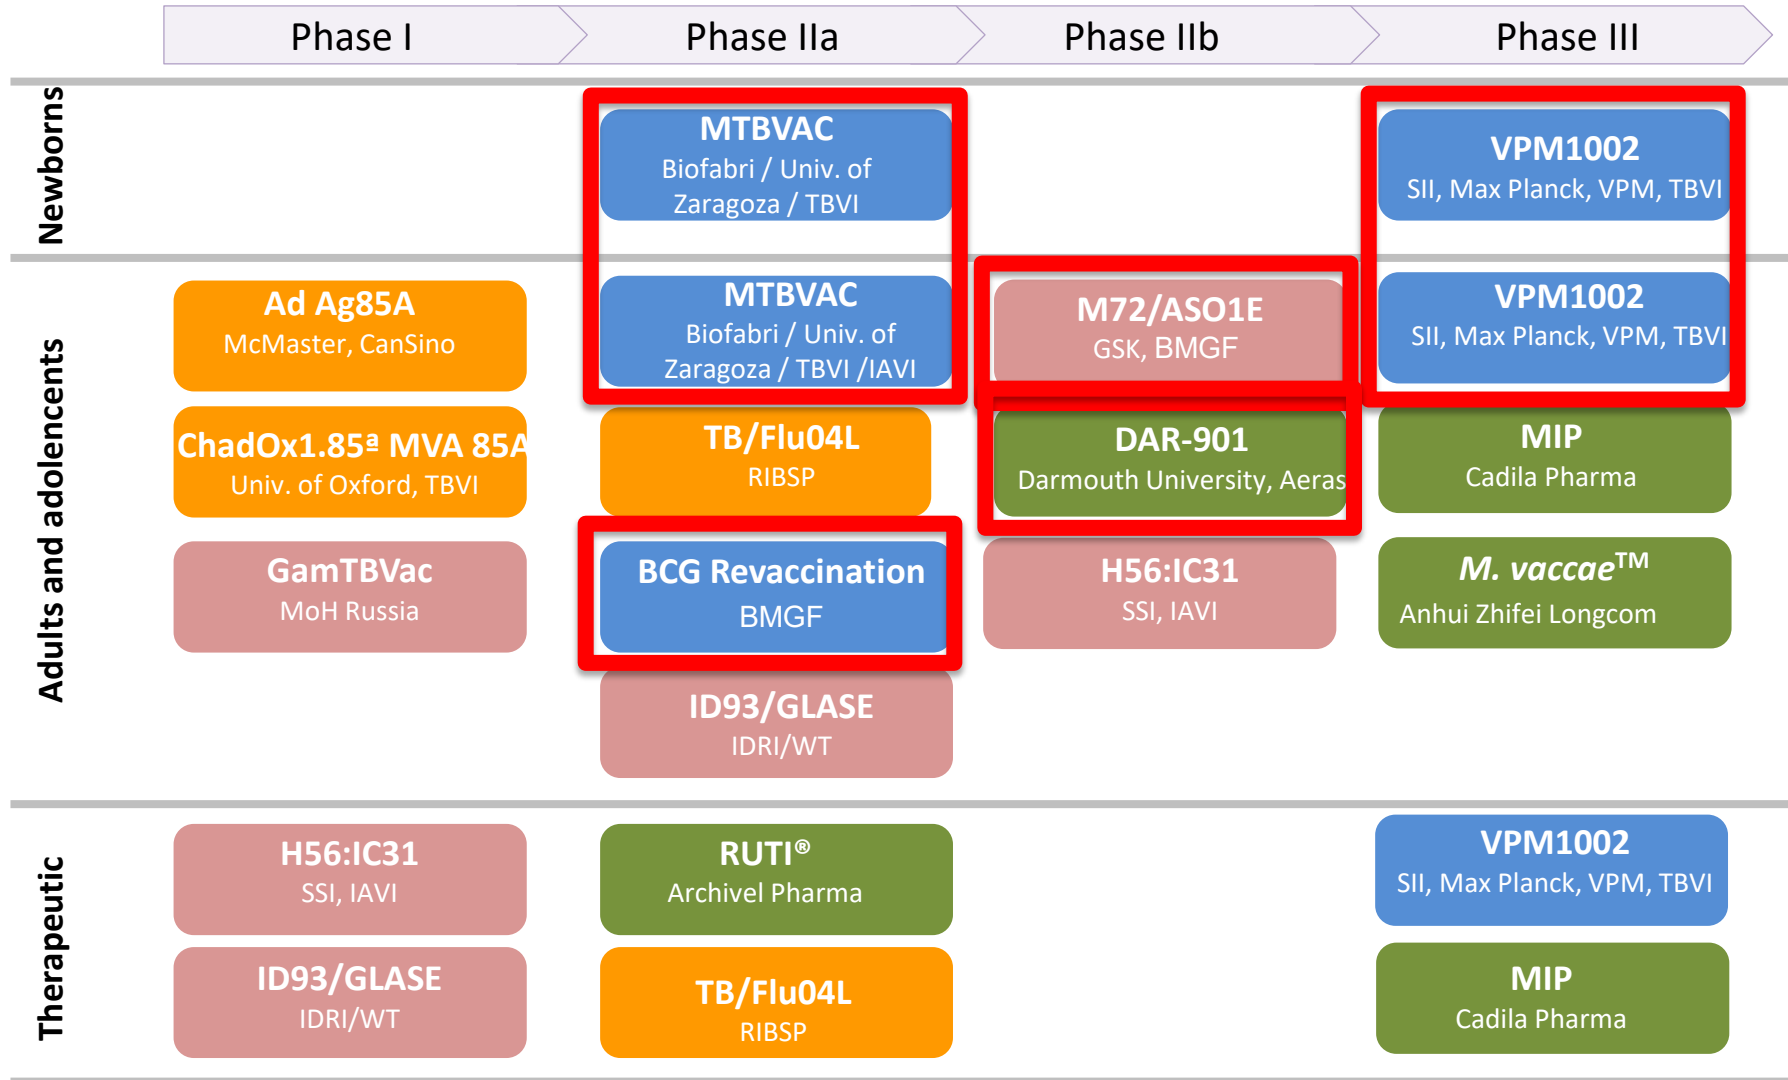 Phase I
Phase IIa
Phase IIb
Phase III
Newborns
MTBVAC
Biofabri / Univ. of
Zaragoza / TBVI
VPM1002
SII, Max Planck, VPM, TBVI
Adults and adolencents
Ad Ag85A
McMaster, CanSino
MTBVAC
Biofabri / Univ. of
Zaragoza / TBVI /IAVI
M72/ASO1E
GSK, BMGF
VPM1002
SII, Max Planck, VPM, TBVI
ChadOx1.85ª MVA 85A
Univ. of Oxford, TBVI
TB/Flu04L
RIBSP
DAR-901
Darmouth University, Aeras
MIP
Cadila Pharma
GamTBVac
MoH Russia
BCG Revaccination
BMGF
H56:IC31
SSI, IAVI
M. vaccae™
Anhui Zhifei Longcom
ID93/GLASE
IDRI/WT
Therapeutic
H56:IC31
SSI, IAVI
RUTI®
Archivel Pharma
VPM1002
SII, Max Planck, VPM, TBVI
ID93/GLASE
IDRI/WT
TB/Flu04L
RIBSP
MIP
Cadila Pharma